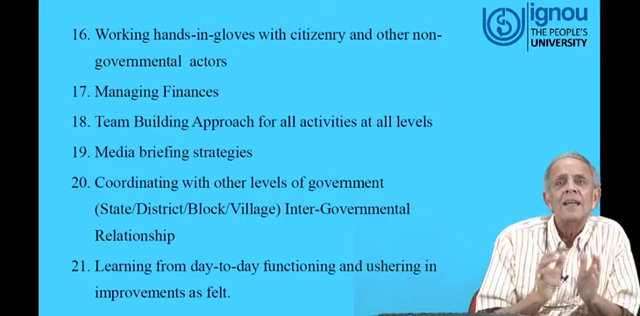 ignou
THE PEOPLE'S
UNIVERSITY
16. Working hands-in-gloves with citizenry and other non-
governmental actors
17. Managing Finances
18. Team Building Approach for all activities at all levels
19. Media briefing strategies
20. Coordinating with other levels of government
(State/District/Block/Village) Inter-Governmental
Relationship
21. Learning from day-to-day functioning and ushering in
improvements as felt.